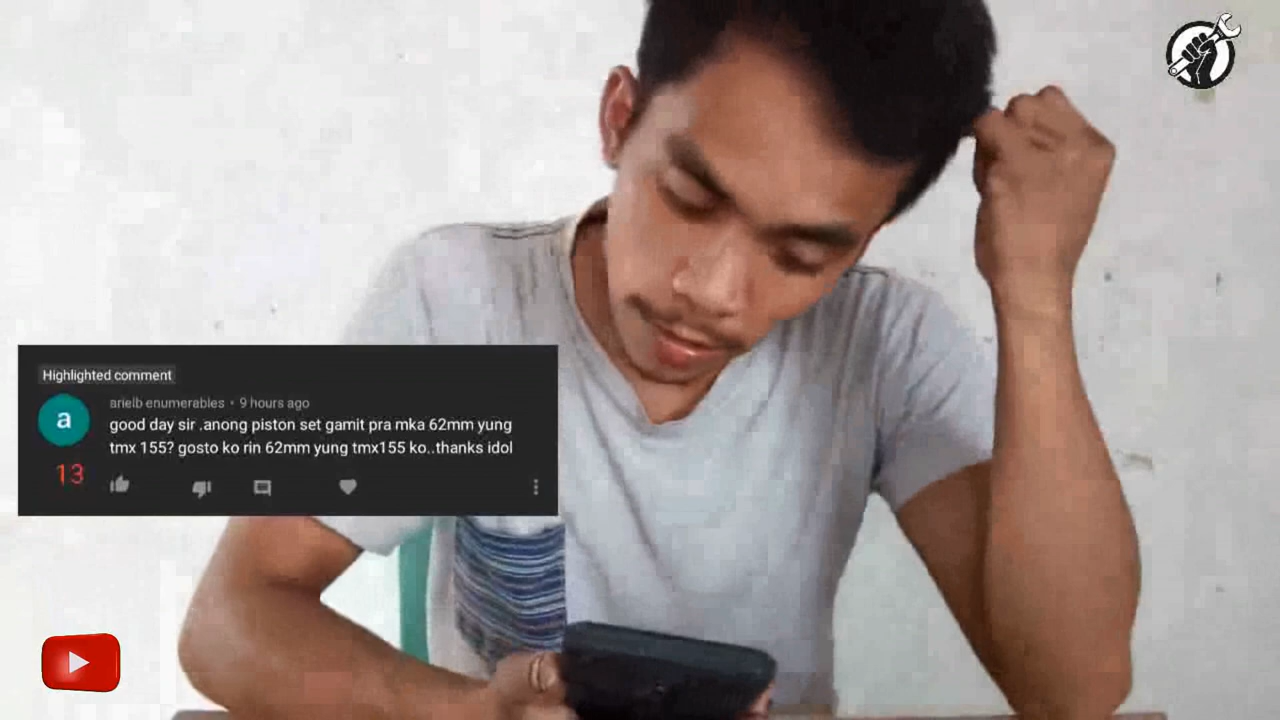 Highlighted comment
arielb enumerables • 9 hours ago
a
good day sir .anong piston set gamit pra mka 62mm yung
tmx 155? gosto ko rin 62mm yung tmx155 ko..thanks idol
13